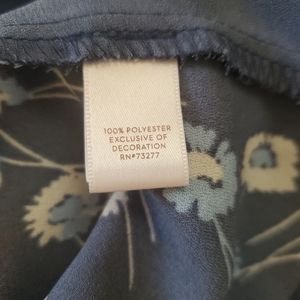 100% POLYESTER
EXCLUSIVE OF
DECORATION
RN#73277